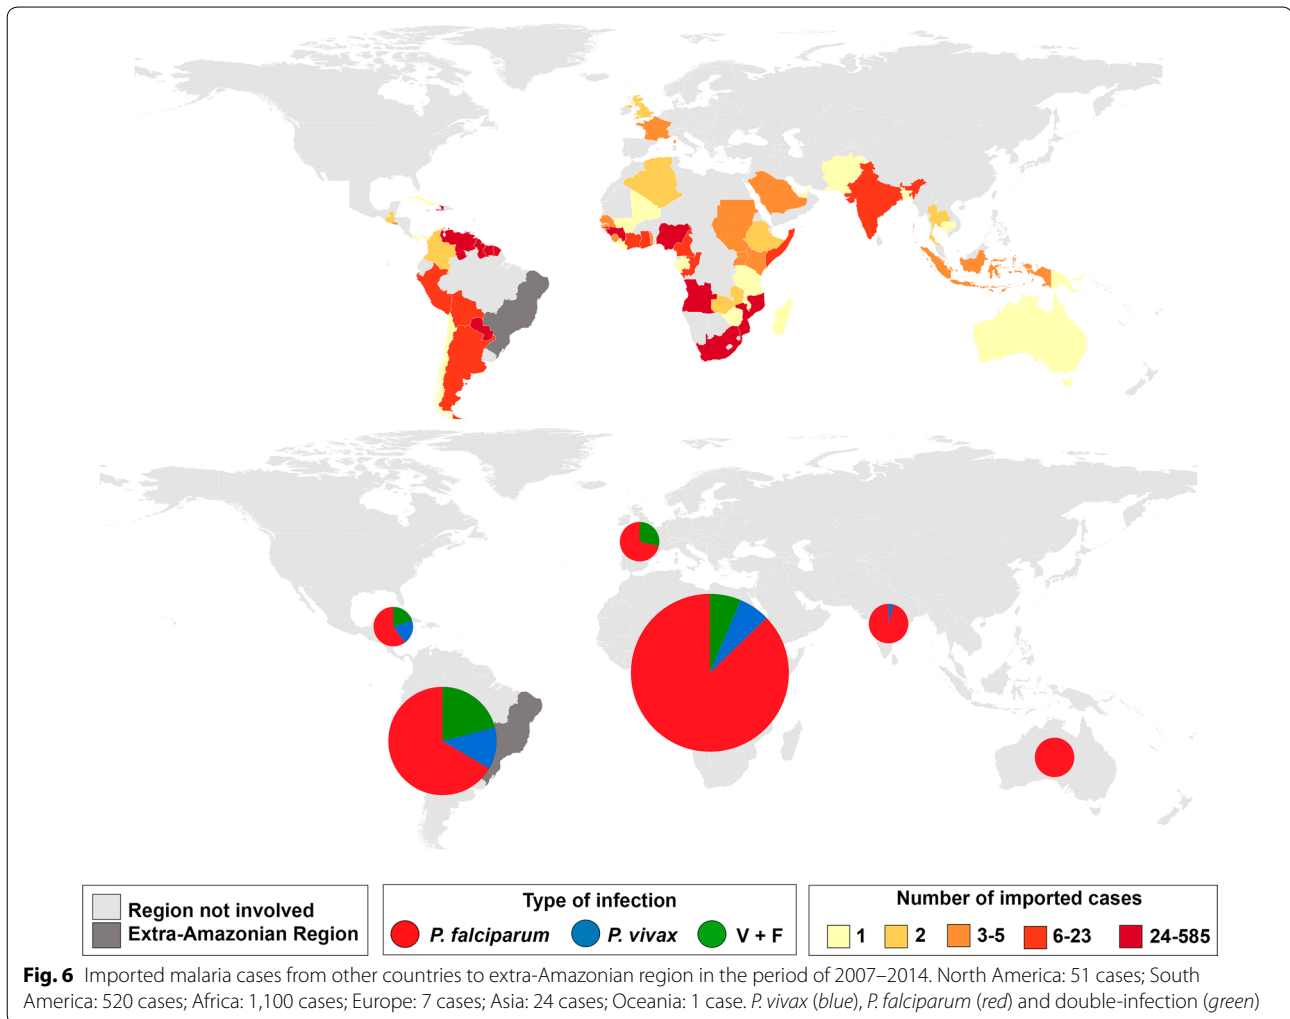 Region not involved
Extra-Amazonian Region
Type of infection
P. falciparum P. vivax V + F
Number of imported cases
1 2 3-5 6-23 24-585
Fig. 6 Imported malaria cases from other countries to extra-Amazonian region in the period of 2007–2014. North America: 51 cases; South
America: 520 cases; Africa: 1,100 cases; Europe: 7 cases; Asia: 24 cases; Oceania: 1 case. P. vivax (blue), P. falciparum (red) and double-infection (green)